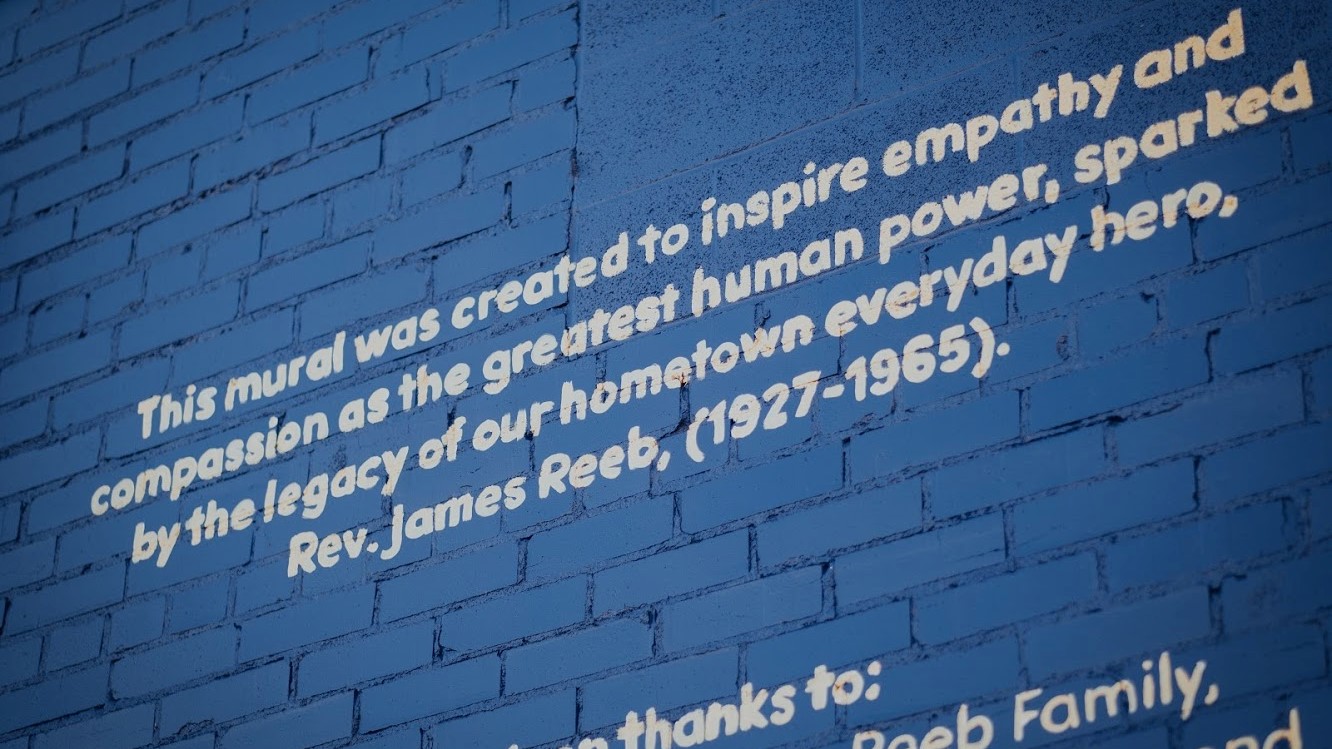 This mural was created to inspire empathy and
compassion as the greatest human power, sparked
by the legacy of our hometown everyday hero,
Rev. James Reeb, (1927-1965).
thanks to:
Reeb Family,